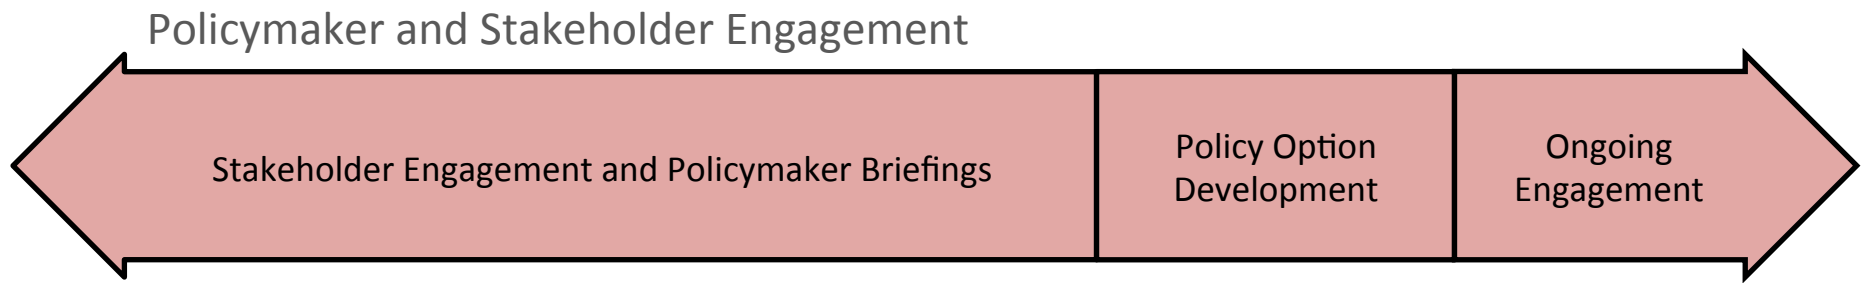 Policymaker and Stakeholder Engagement
Stakeholder Engagement and Policymaker Briefings
Policy Option
Development
Ongoing
Engagement